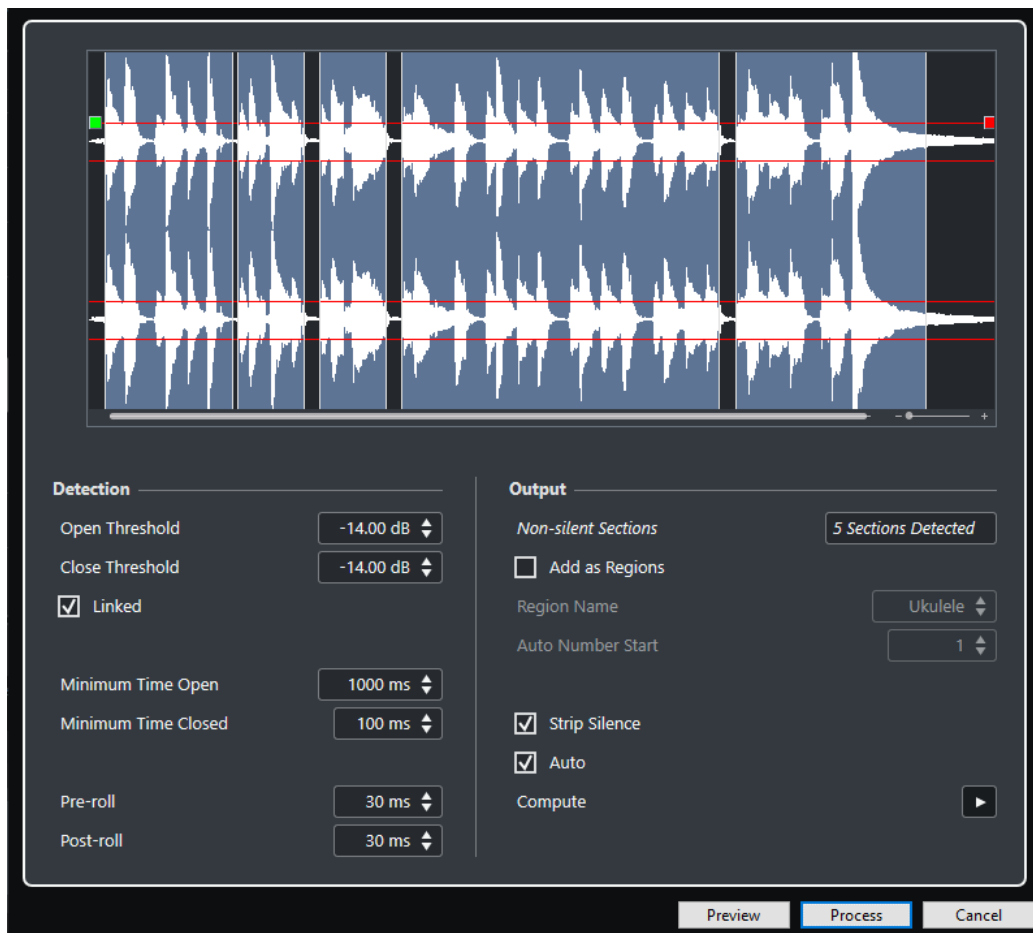 Detection
Open Threshold -14.00 dB
Close Threshold -14.00 dB
Linked
Minimum Time Open 1000 ms
Minimum Time Closed 100 ms
Pre-roll 30 ms
Post-roll 30 ms
Output
Non-silent Sections 5 Sections Detected
Add as Regions
Region Name Ukulele
Auto Number Start 1
Strip Silence
Auto
Compute
Preview Process Cancel